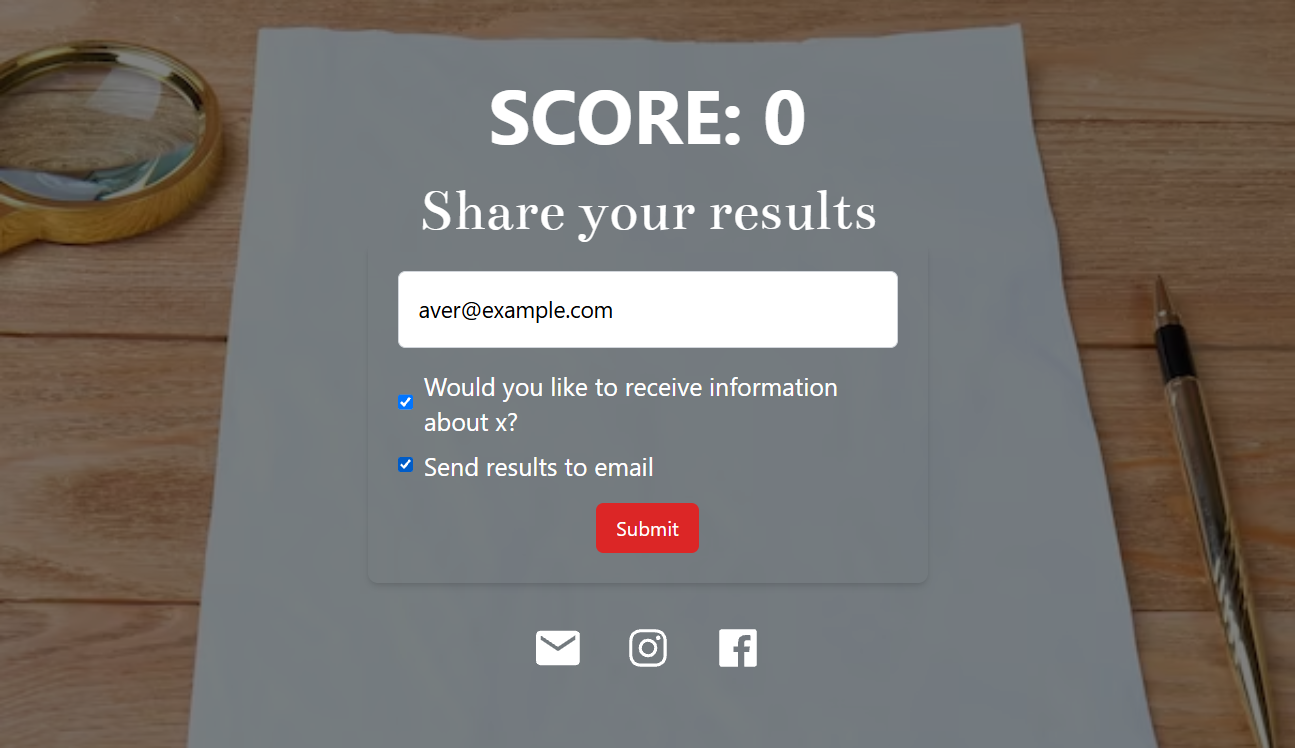 SCORE: 0
Share your results
aver@example.com
Would you like to receive information
about x?
Send results to email
Submit